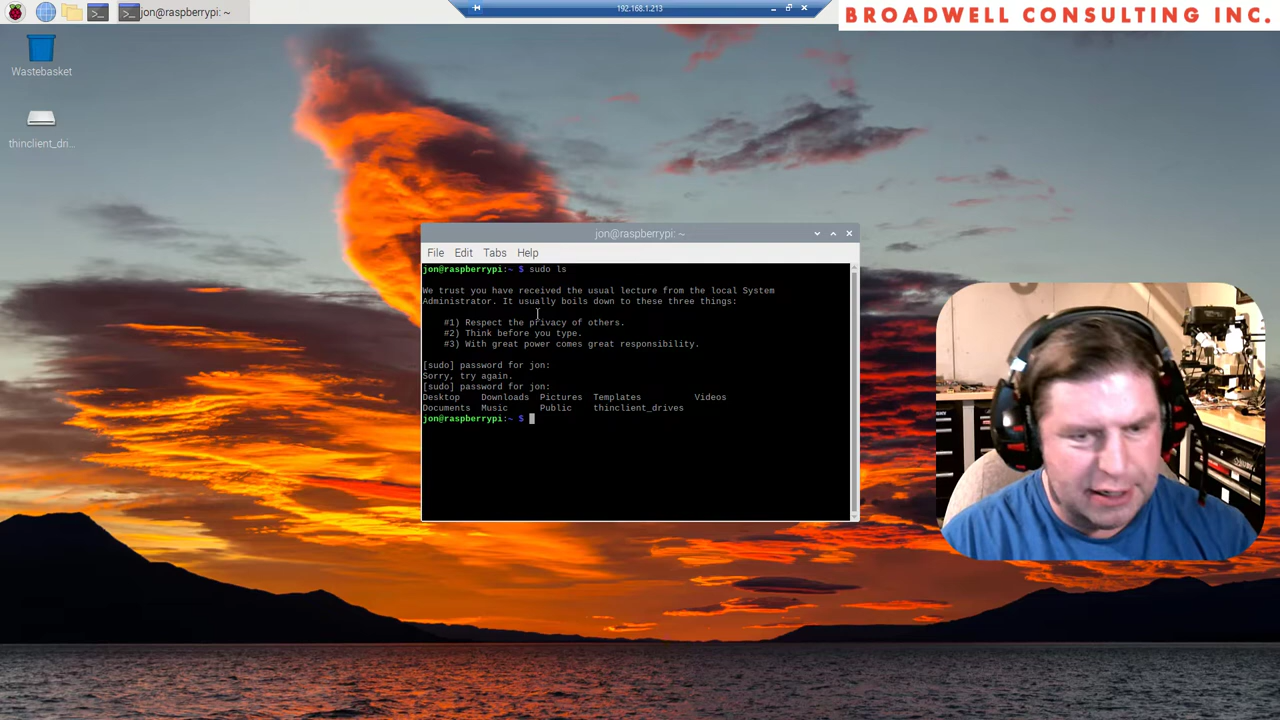 jon@raspberrypi: ~
192.168.1.213
BROADWELL CONSULTING INC.
Wastebasket
thinclient_dri...
jon@raspberrypi: ~
File Edit Tabs Help
jon@raspberrypi:~ $ sudo ls
We trust you have received the usual lecture from the local System
Administrator. It usually boils down to these three things:
#1) Respect the privacy of others.
#2) Think before you type.
#3) With great power comes great responsibility.
[sudo] password for jon:
Sorry, try again.
[sudo] password for jon:
Desktop Downloads Pictures Templates Videos
Documents Music Public thinclient_drives
jon@raspberrypi:~ $